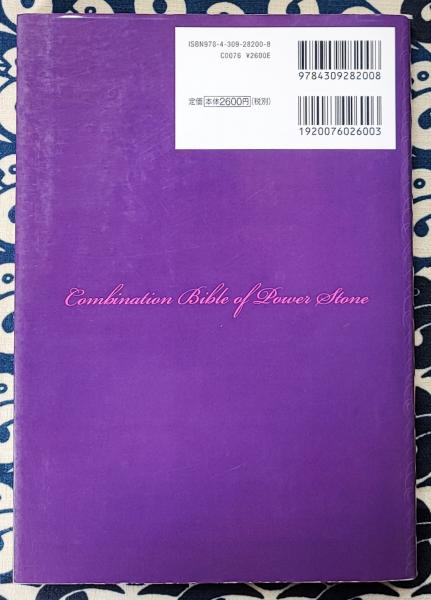 ISBN978-4-309-28200-8
C0076 ¥2600E
定価 本体2600円 (税別)
9784309282008
1920076026003
Combination Bible of Power Stone